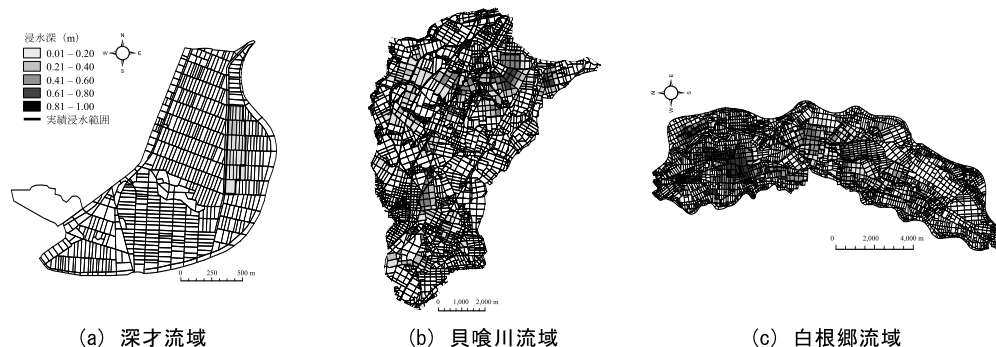 浸水深（m）
0.01 – 0.20
0.21 – 0.40
0.41 – 0.60
0.61 – 0.80
0.81 – 1.00
実績浸水範囲
N
W E
S
0 250 500 m
(a) 深才流域
0 1,000 2,000 m
(b) 貝喰川流域
E
N S
W
0 2,000 4,000 m
(c) 白根郷流域